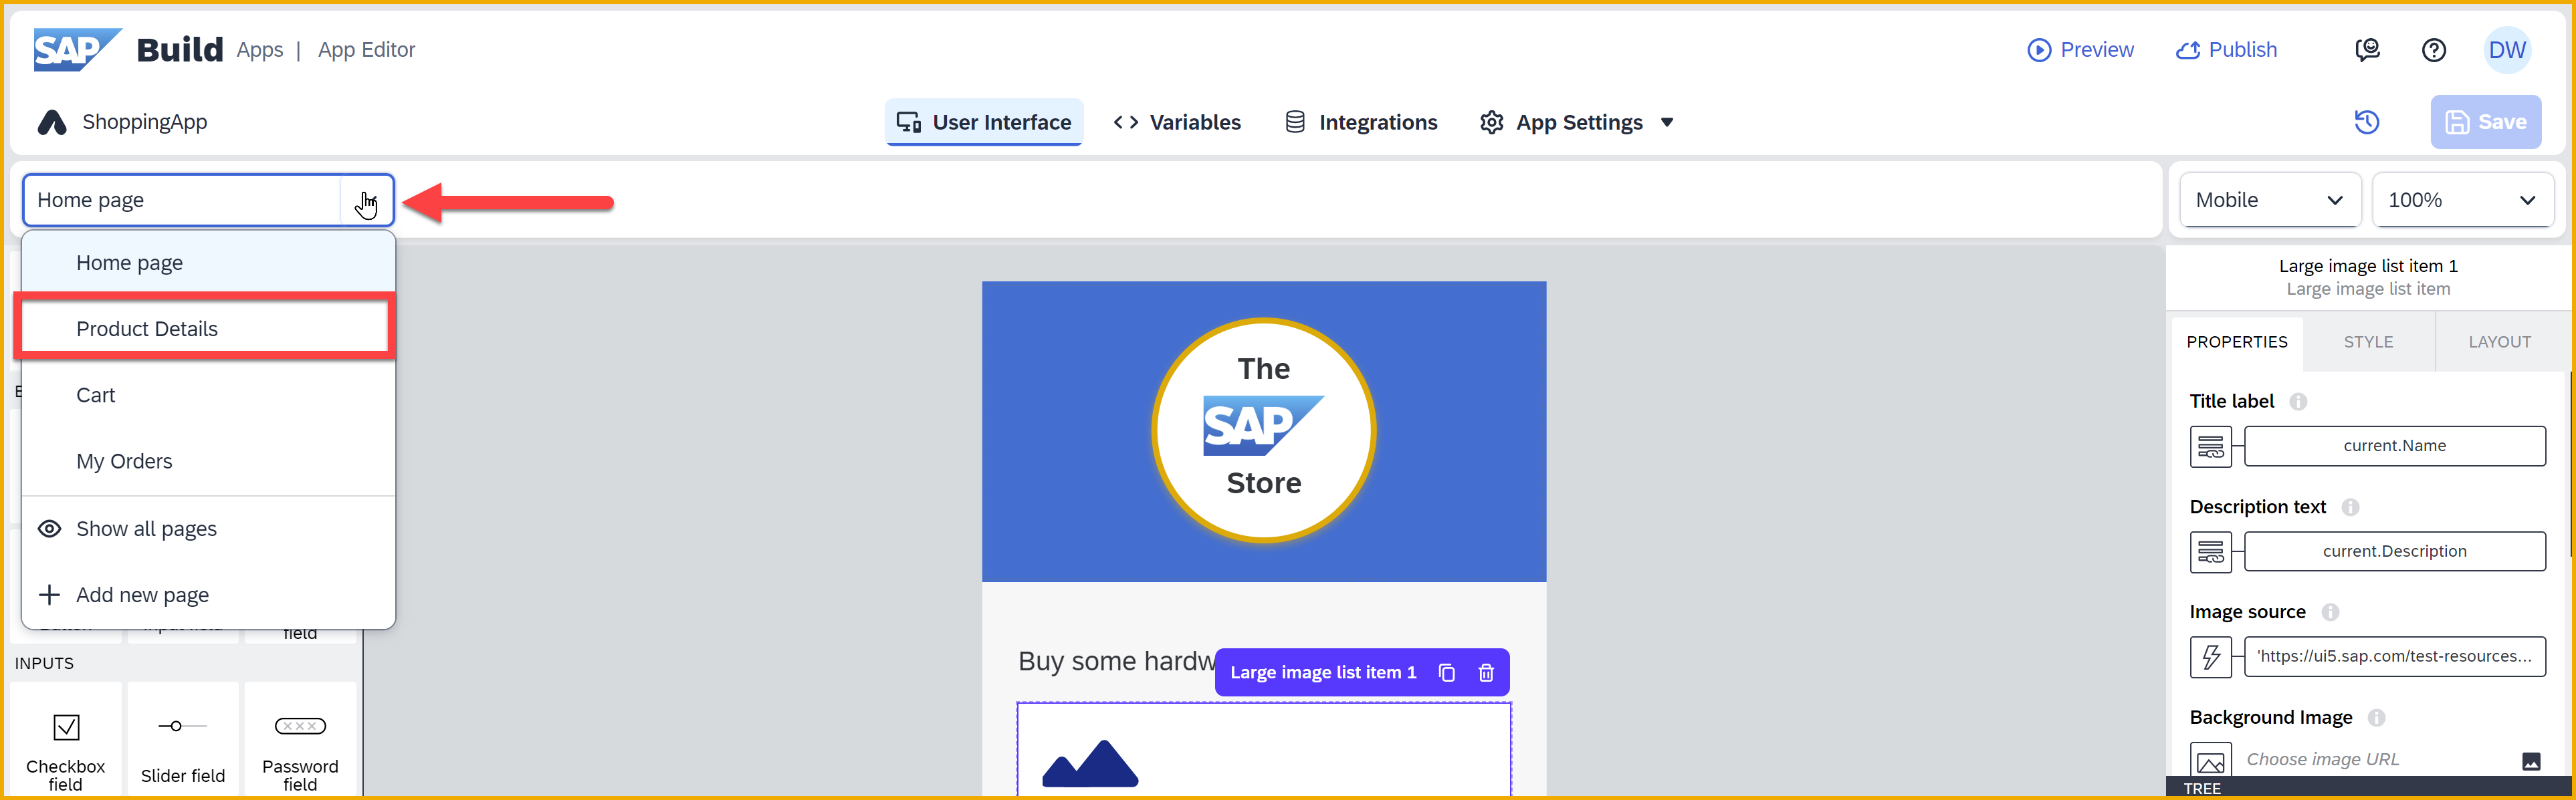 SAP Build Apps | App Editor
Preview
Publish
DW
ShoppingApp
User Interface
Variables
Integrations
App Settings
Save
Home page
Mobile
100%
Home page
Product Details
Cart
My Orders
Show all pages
Add new page
field
INPUTS
Checkbox
field
Slider field
Password
field
The
SAP
Store
Buy some hardw
Large image list item 1
Large image list item 1
Large image list item
PROPERTIES
STYLE
LAYOUT
Title label
current.Name
Description text
current.Description
Image source
'https://ui5.sap.com/test-resources...
Background Image
Choose image URL
TREE